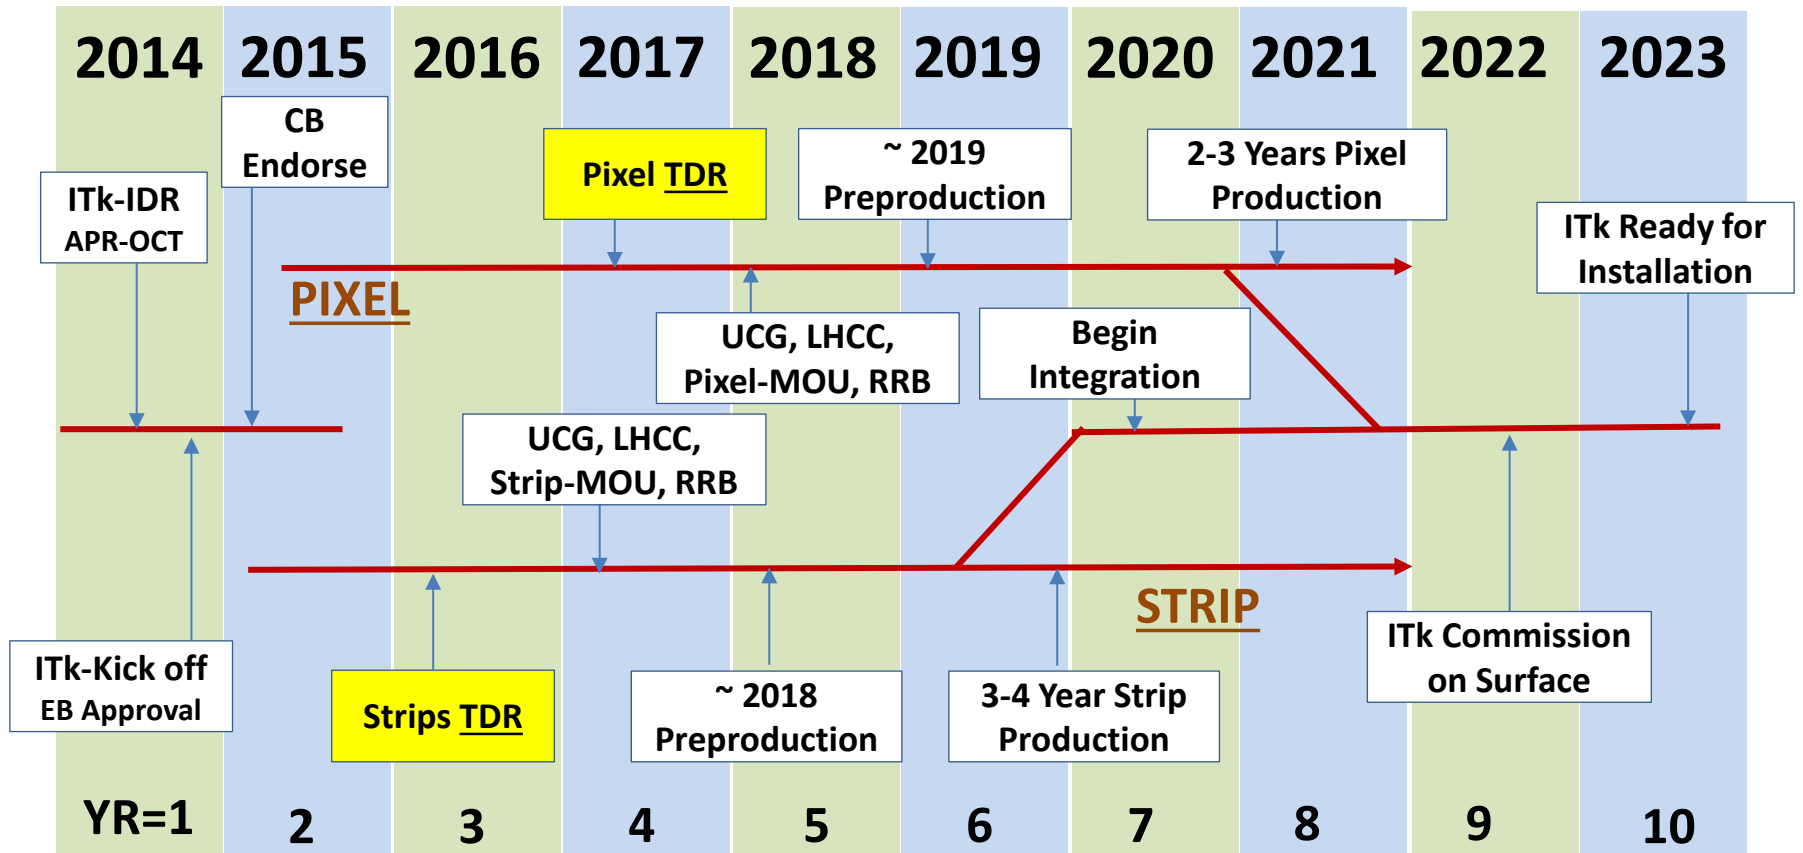 2014
2015
2016
2017
2018
2019
2020
2021
2022
2023
CB
Endorse
ITk-IDR
APR-OCT
Pixel TDR
~ 2019
Preproduction
2-3 Years Pixel
Production
ITk Ready for
Installation
PIXEL
UCG, LHCC,
Pixel-MOU, RRB
Begin
Integration
UCG, LHCC,
Strip-MOU, RRB
STRIP
ITk-Kick off
EB Approval
Strips TDR
~ 2018
Preproduction
3-4 Year Strip
Production
ITk Commission
on Surface
YR=1
2
3
4
5
6
7
8
9
10